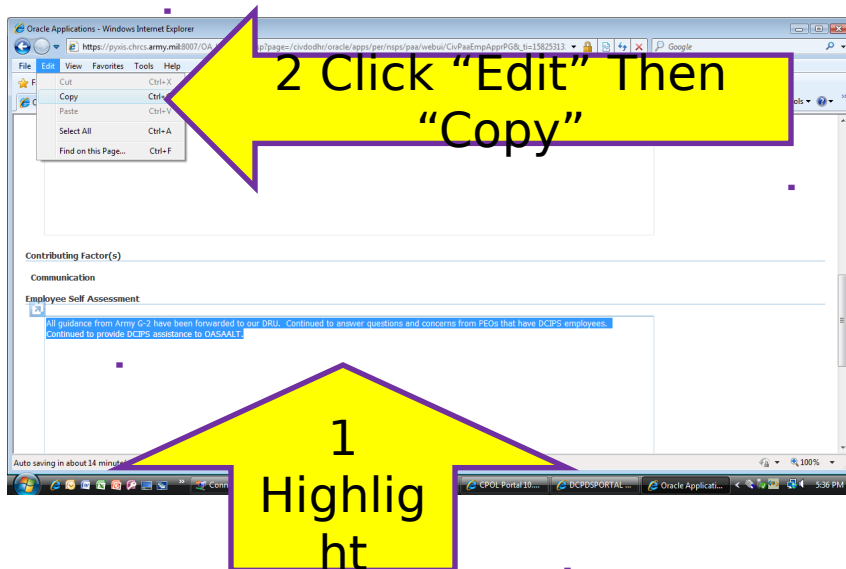 Oracle Applications - Windows Internet Explorer
https://pyxis.chrcs.army.mil:8007/OA p?page=/civdodhr/oracle/apps/per/nsps/paa/webui/CivPaaEmpApprPG&_ti=15825313
Google
File Edit View Favorites Tools Help
Cut Ctrl+X
Copy
Paste Ctrl+V
Select All Ctrl+A
Find on this Page... Ctrl+F
2 Click “Edit” Then
“Copy”
Contributing Factor(s)
Communication
Employee Self Assessment
All guidance from Army G-2 have been forwarded to our DRU. Continued to answer questions and concerns from PEOs that have DCIPS employees.
Continued to provide DCIPS assistance to OASAALT.
1
Highlig
ht
Auto saving in about 14 minut
100%
Conn
CPOL Portal 10....
DCPDSPORTAL ...
Oracle Applicati...
5:36 PM